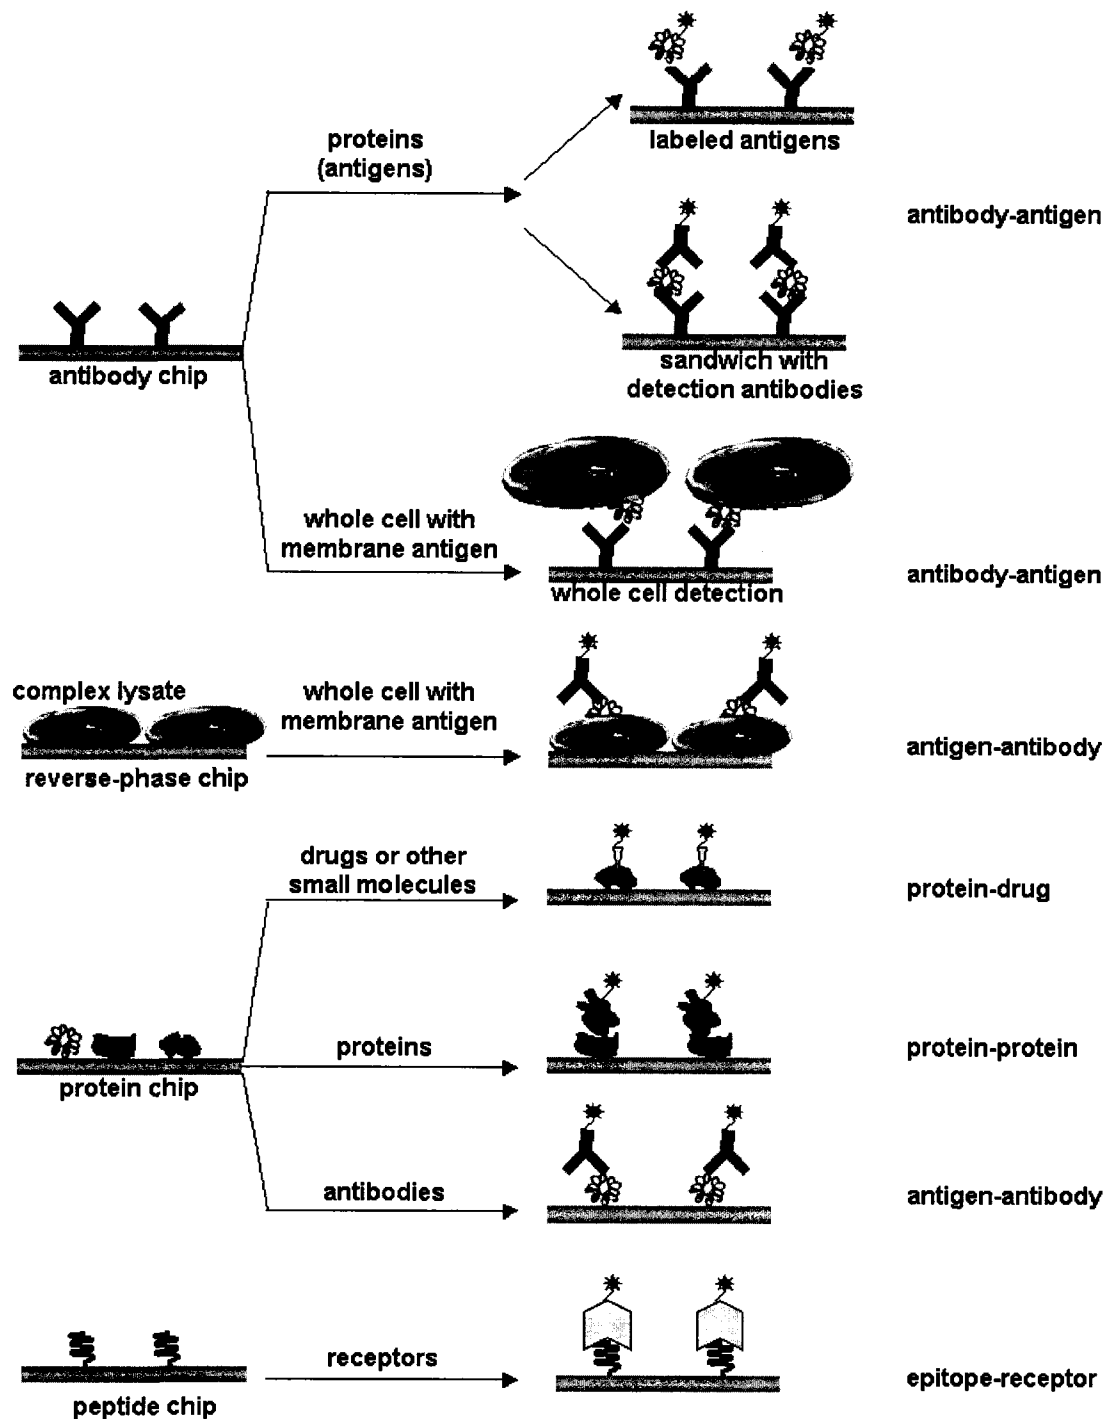 labeled antigens
proteins
(antigens)
antibody-antigen
antibody chip
sandwich with
detection antibodies
whole cell with
membrane antigen
whole cell detection
antibody-antigen
complex lysate
reverse-phase chip
whole cell with
membrane antigen
antigen-antibody
drugs or other
small molecules
protein-drug
protein chip
proteins
protein-protein
antibodies
antigen-antibody
peptide chip
receptors
epitope-receptor